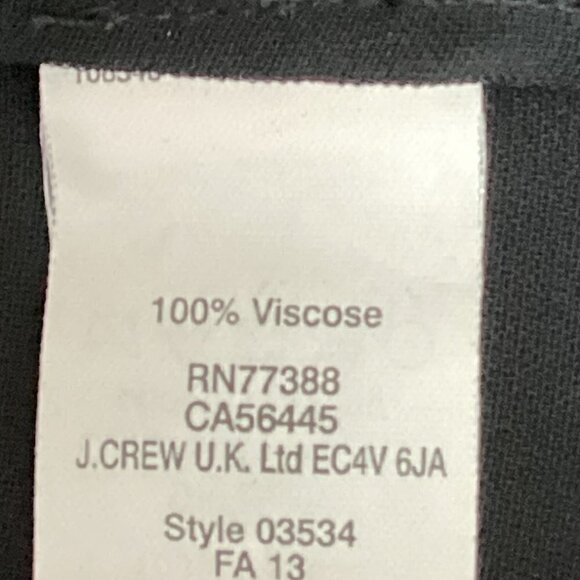 100% Viscose
RN77388
CA56445
J.CREW U.K. Ltd EC4V 6JA
Style 03534
FA 13